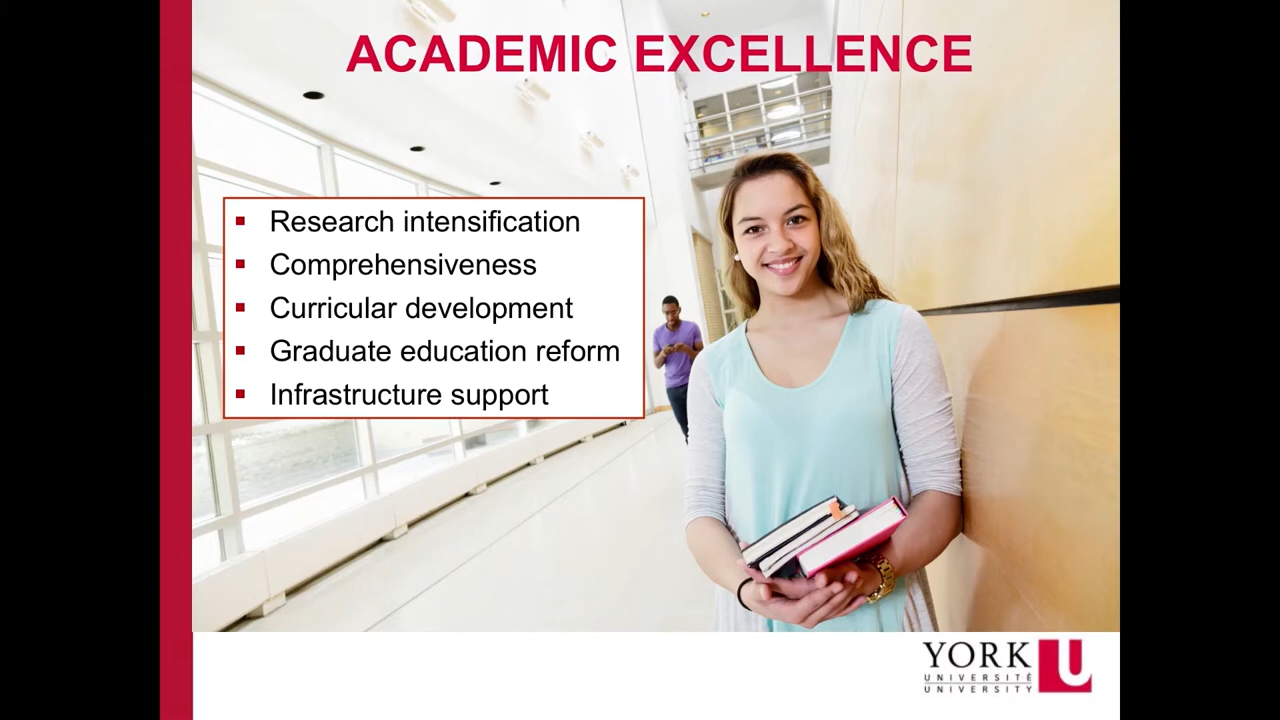 ACADEMIC EXCELLENCE
▪ Research intensification
▪ Comprehensiveness
▪ Curricular development
▪ Graduate education reform
▪ Infrastructure support
YORK U
UNIVERSITÉ
UNIVERSITY